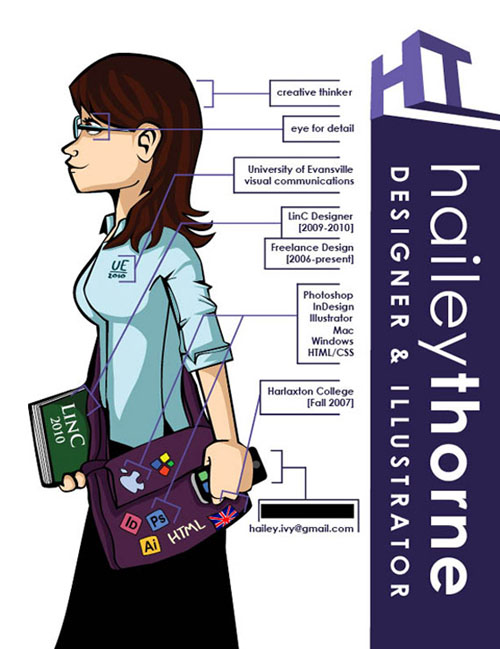 creative thinker
eye for detail
University of Evansville
visual communications
LinC Designer
[2009-2010]
Freelance Design
[2006-present]
Photoshop
InDesign
Illustrator
Mac
Windows
HTML/CSS
Harlaxton College
[Fall 2007]
hailey.ivy@gmail.com
UE
2010
LinC
2010
Id
Ps
Ai
HTML
HT
haileythorne
DESIGNER & ILLUSTRATOR